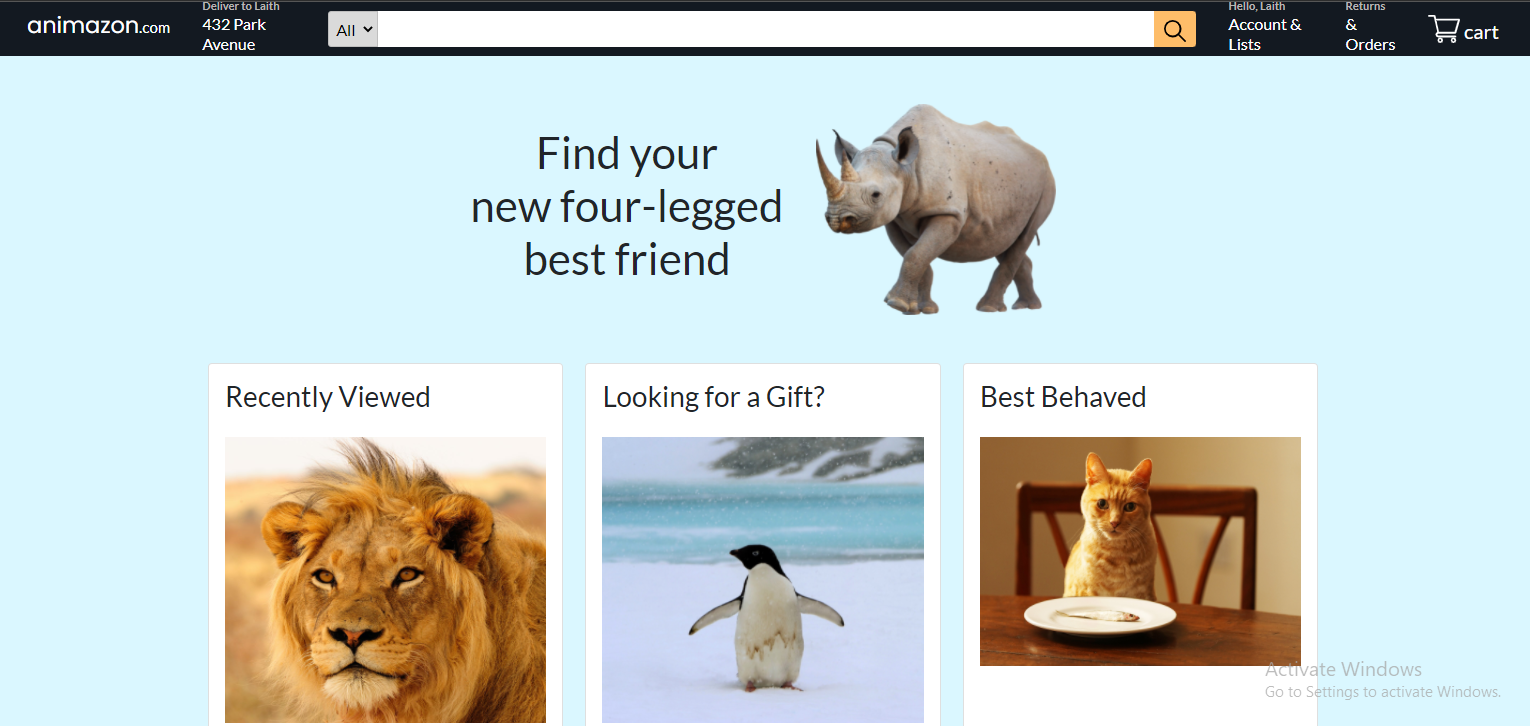 animazon.com
Deliver to Laith
432 Park
Avenue
All
Hello, Laith
Account &
Lists
Returns
&
Orders
cart
Find your
new four-legged
best friend
Recently Viewed
Looking for a Gift?
Best Behaved
Activate Windows
Go to Settings to activate Windows.